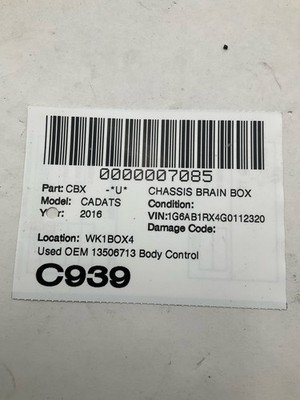 0000007085
Part: CBX -*U* CHASSIS BRAIN BOX
Model: CADATS Condition:
Year: 2016 VIN:1G6AB1RX4G0112320
Damage Code:
Location: WK1BOX4
Used OEM 13506713 Body Control
C939